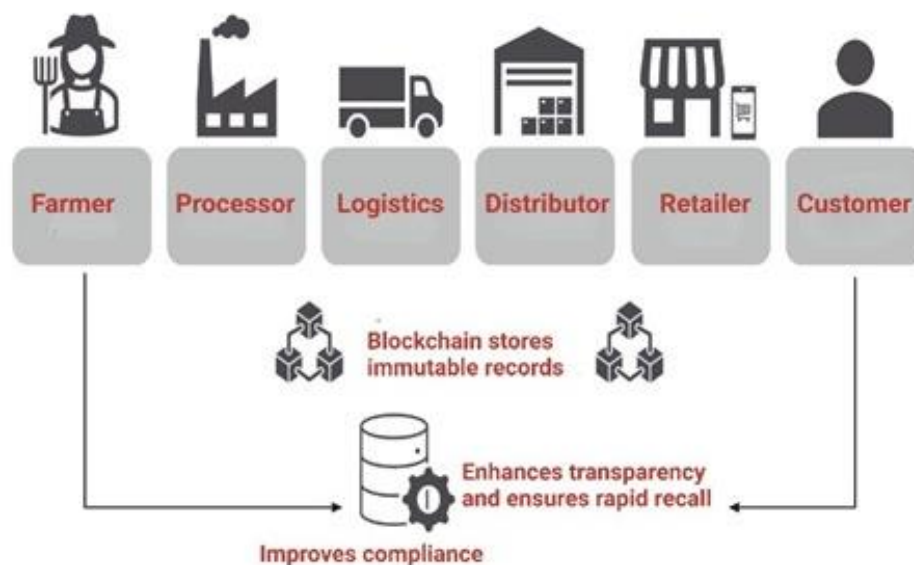 Farmer
Processor
Logistics
Distributor
Retailer
Customer
Blockchain stores
immutable records
Enhances transparency
and ensures rapid recall
Improves compliance